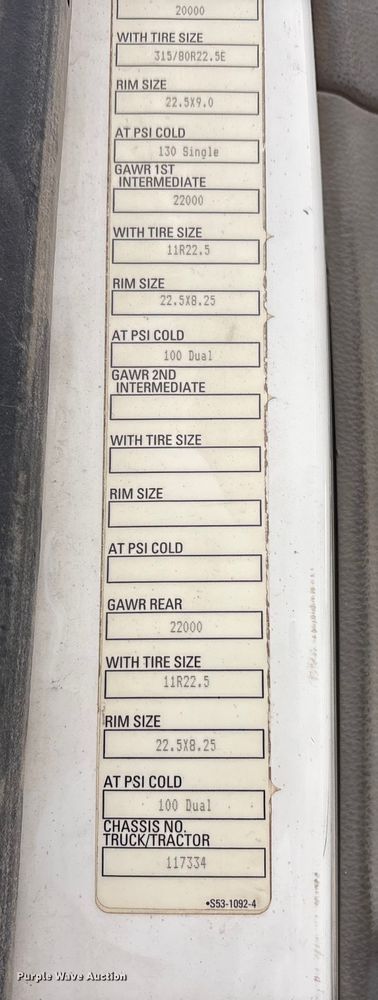 20000
WITH TIRE SIZE
315/80R22.5E
RIM SIZE
22.5X9.0
AT PSI COLD
130 Single
GAWR 1ST
INTERMEDIATE
22000
WITH TIRE SIZE
11R22.5
RIM SIZE
22.5X8.25
AT PSI COLD
100 Dual
GAWR 2ND
INTERMEDIATE
WITH TIRE SIZE
RIM SIZE
AT PSI COLD
GAWR REAR
22000
WITH TIRE SIZE
11R22.5
RIM SIZE
22.5X8.25
AT PSI COLD
100 Dual
CHASSIS NO.
TRUCK/TRACTOR
117334
•S53-1092-4
Purple Wave Auction